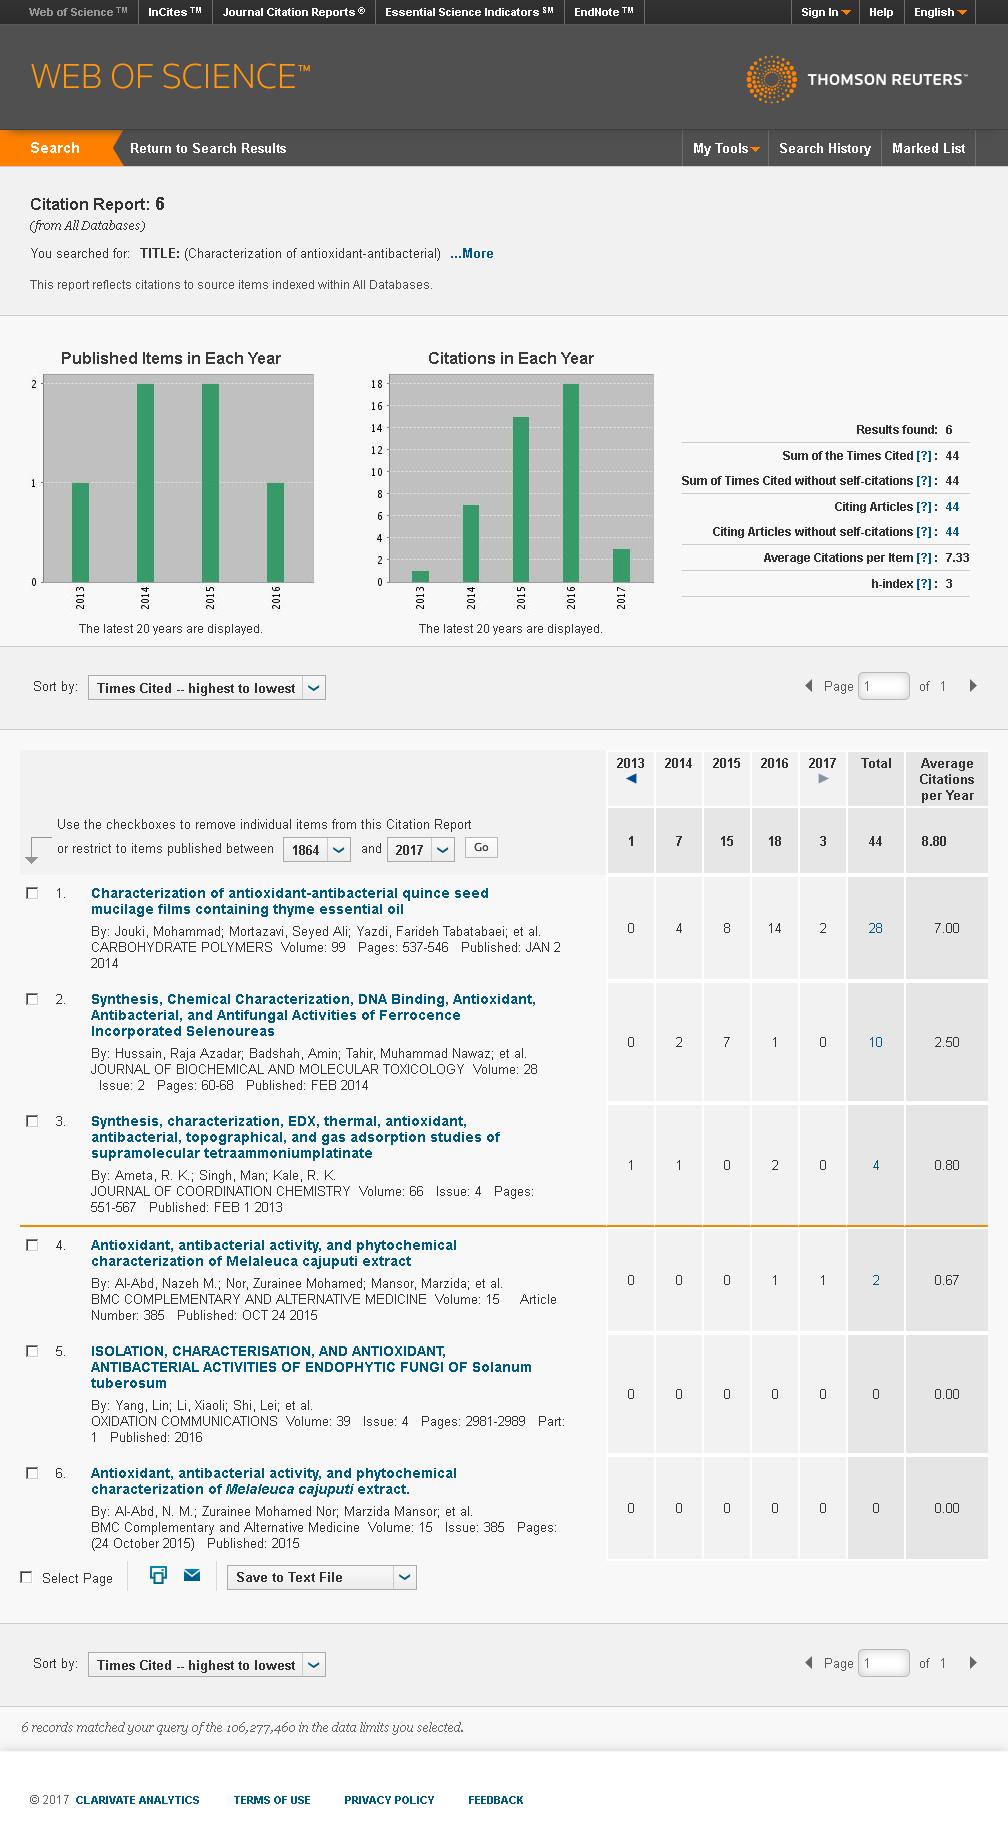 Web of Science ™ InCites ™ Journal Citation Reports ® Essential Science Indicators SM EndNote ™ Sign In Help English
WEB OF SCIENCE™
THOMSON REUTERS™
Search Return to Search Results My Tools Search History Marked List
Citation Report: 6
(from All Databases)
You searched for: TITLE: (Characterization of antioxidant-antibacterial) ...More
This report reflects citations to source items indexed within All Databases.
Published Items in Each Year
2
1
0
2013 2014 2015 2016
The latest 20 years are displayed.
Citations in Each Year
18
16
14
12
10
8
6
4
2
0
2013 2014 2015 2016 2017
The latest 20 years are displayed.
Results found: 6
Sum of the Times Cited [?] : 44
Sum of Times Cited without self-citations [?] : 44
Citing Articles [?] : 44
Citing Articles without self-citations [?] : 44
Average Citations per Item [?] : 7.33
h-index [?] : 3
Sort by: Times Cited -- highest to lowest Page 1 of 1
2013 2014 2015 2016 2017 Total Average
Citations
per Year
Use the checkboxes to remove individual items from this Citation Report
or restrict to items published between 1864 and 2017 Go
1 7 15 18 3 44 8.80
1. Characterization of antioxidant-antibacterial quince seed
mucilage films containing thyme essential oil
By: Jouki, Mohammad; Mortazavi, Seyed Ali; Yazdi, Farideh Tabatabaei; et al.
CARBOHYDRATE POLYMERS Volume: 99 Pages: 537-546 Published: JAN 2
2014
0 4 8 14 2 28 7.00
2. Synthesis, Chemical Characterization, DNA Binding, Antioxidant,
Antibacterial, and Antifungal Activities of Ferrocence
Incorporated Selenoureas
By: Hussain, Raja Azadar; Badshah, Amin; Tahir, Muhammad Nawaz; et al.
JOURNAL OF BIOCHEMICAL AND MOLECULAR TOXICOLOGY Volume: 28
Issue: 2 Pages: 60-68 Published: FEB 2014
0 2 7 1 0 10 2.50
3. Synthesis, characterization, EDX, thermal, antioxidant,
antibacterial, topographical, and gas adsorption studies of
supramolecular tetraammoniumplatinate
By: Ameta, R. K.; Singh, Man; Kale, R. K.
JOURNAL OF COORDINATION CHEMISTRY Volume: 66 Issue: 4 Pages:
551-567 Published: FEB 1 2013
1 1 0 2 0 4 0.80
4. Antioxidant, antibacterial activity, and phytochemical
characterization of Melaleuca cajuputi extract
By: Al-Abd, Nazeh M.; Nor, Zurainee Mohamed; Mansor, Marzida; et al.
BMC COMPLEMENTARY AND ALTERNATIVE MEDICINE Volume: 15 Article
Number: 385 Published: OCT 24 2015
0 0 0 1 1 2 0.67
5. ISOLATION, CHARACTERISATION, AND ANTIOXIDANT,
ANTIBACTERIAL ACTIVITIES OF ENDOPHYTIC FUNGI OF Solanum
tuberosum
By: Yang, Lin; Li, Xiaoli; Shi, Lei; et al.
OXIDATION COMMUNICATIONS Volume: 39 Issue: 4 Pages: 2981-2989 Part:
1 Published: 2016
0 0 0 0 0 0 0.00
6. Antioxidant, antibacterial activity, and phytochemical
characterization of Melaleuca cajuputi extract.
By: Al-Abd, N. M.; Zurainee Mohamed Nor; Marzida Mansor; et al.
BMC Complementary and Alternative Medicine Volume: 15 Issue: 385 Pages:
(24 October 2015) Published: 2015
0 0 0 0 0 0 0.00
Select Page Save to Text File
Sort by: Times Cited -- highest to lowest Page 1 of 1
6 records matched your query of the 106,277,460 in the data limits you selected.
© 2017 CLARIVATE ANALYTICS TERMS OF USE PRIVACY POLICY FEEDBACK